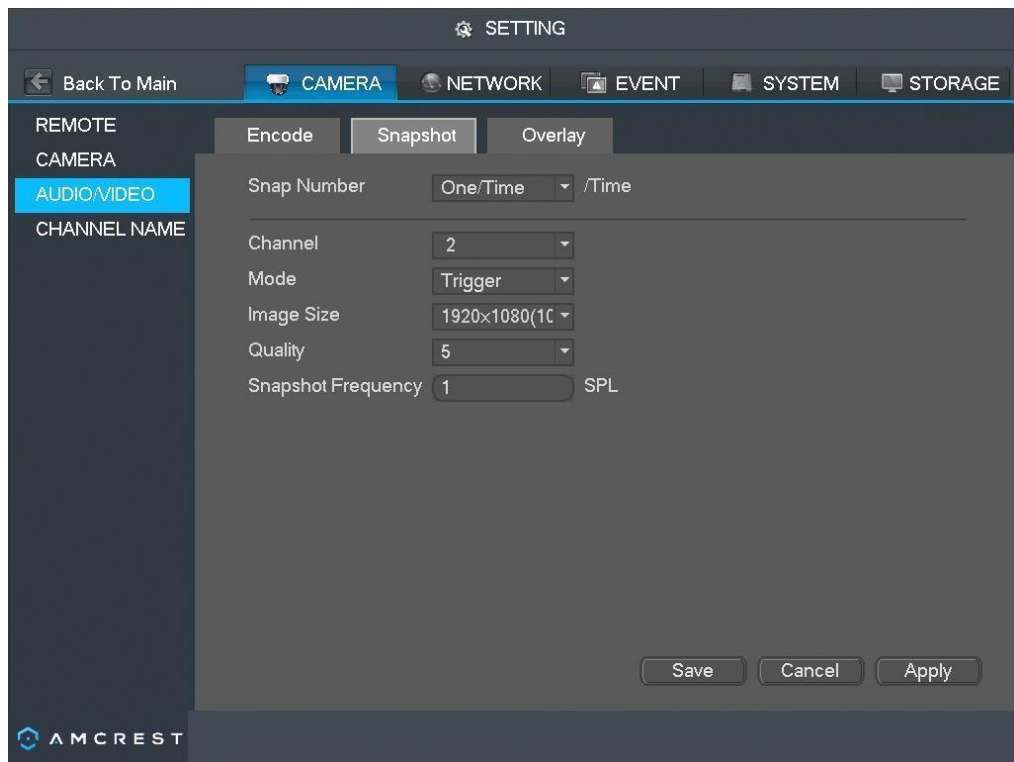 SETTING
Back To Main CAMERA NETWORK EVENT SYSTEM STORAGE
REMOTE
CAMERA
AUDIO/VIDEO
CHANNEL NAME
Encode Snapshot Overlay
Snap Number One/Time /Time
Channel 2
Mode Trigger
Image Size 1920×1080(10
Quality 5
Snapshot Frequency 1 SPL
Save Cancel Apply
AMCREST